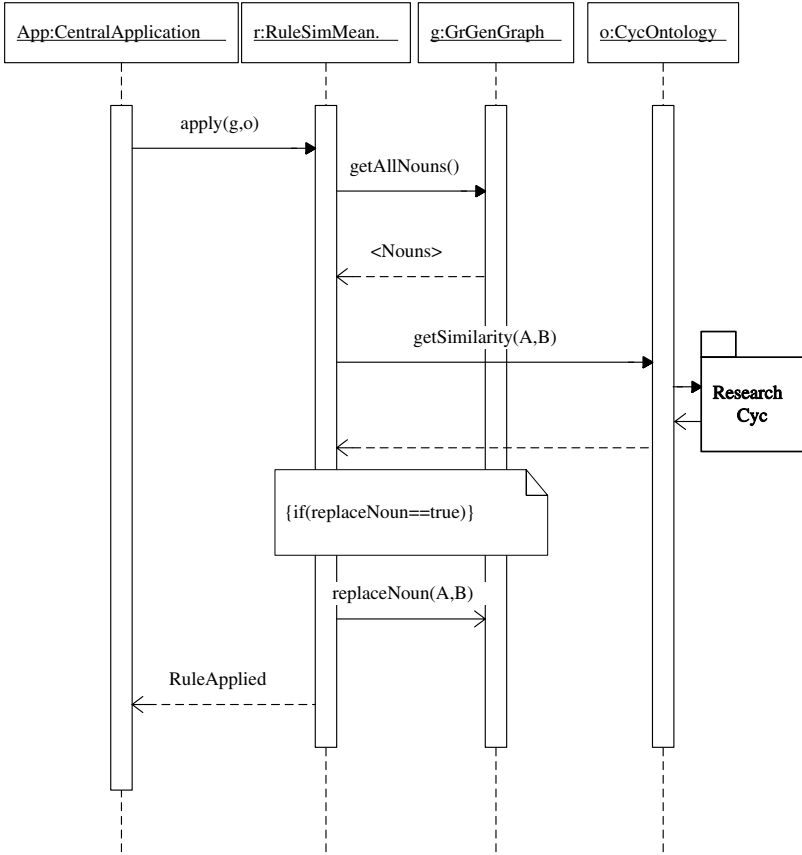 App:CentralApplication
r:RuleSimMean.
g:GrGenGraph
o:CycOntology
apply(g,o)
getAllNouns()
<Nouns>
getSimilarity(A,B)
Research
Cyc
{if(replaceNoun==true)}
replaceNoun(A,B)
RuleApplied